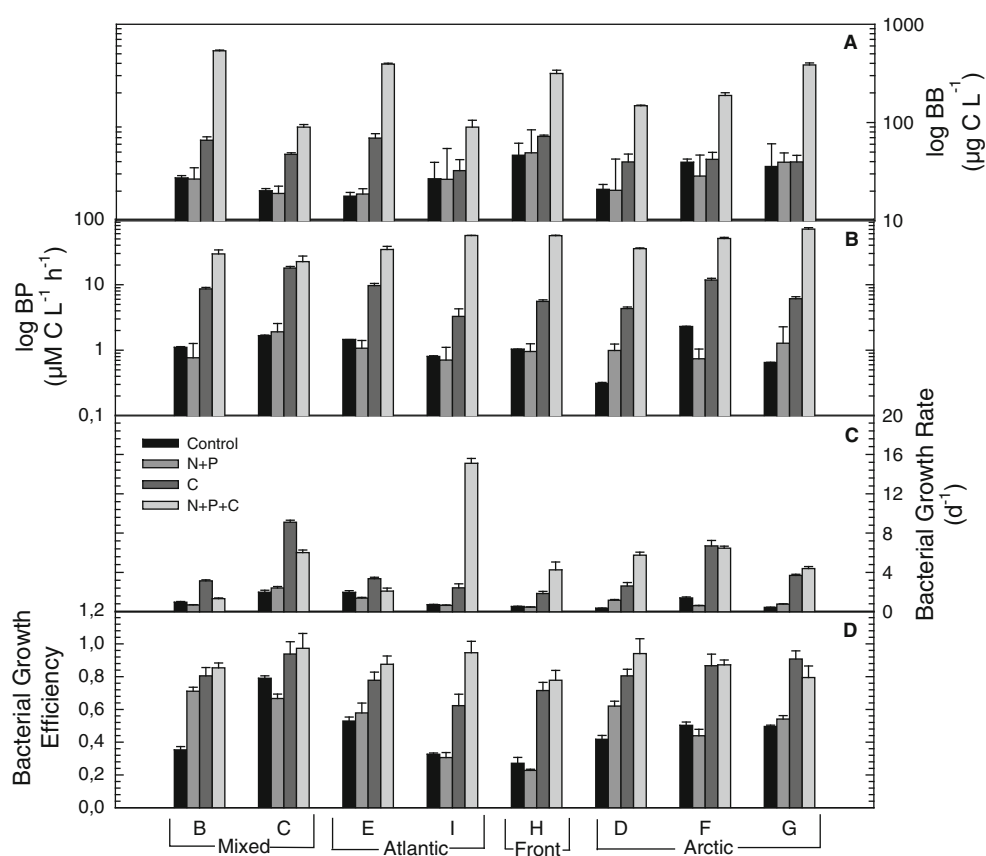 A
1000
100
10
log BB
(µg C L-1)
B
100
10
1
0,1
log BP
(µM C L-1 h-1)
C
Control
N+P
C
N+P+C
20
16
12
8
4
0
Bacterial Growth Rate
(d-1)
D
1,2
1,0
0,8
0,6
0,4
0,2
0,0
Bacterial Growth
Efficiency
B C E I H D F G
Mixed Atlantic Front Arctic